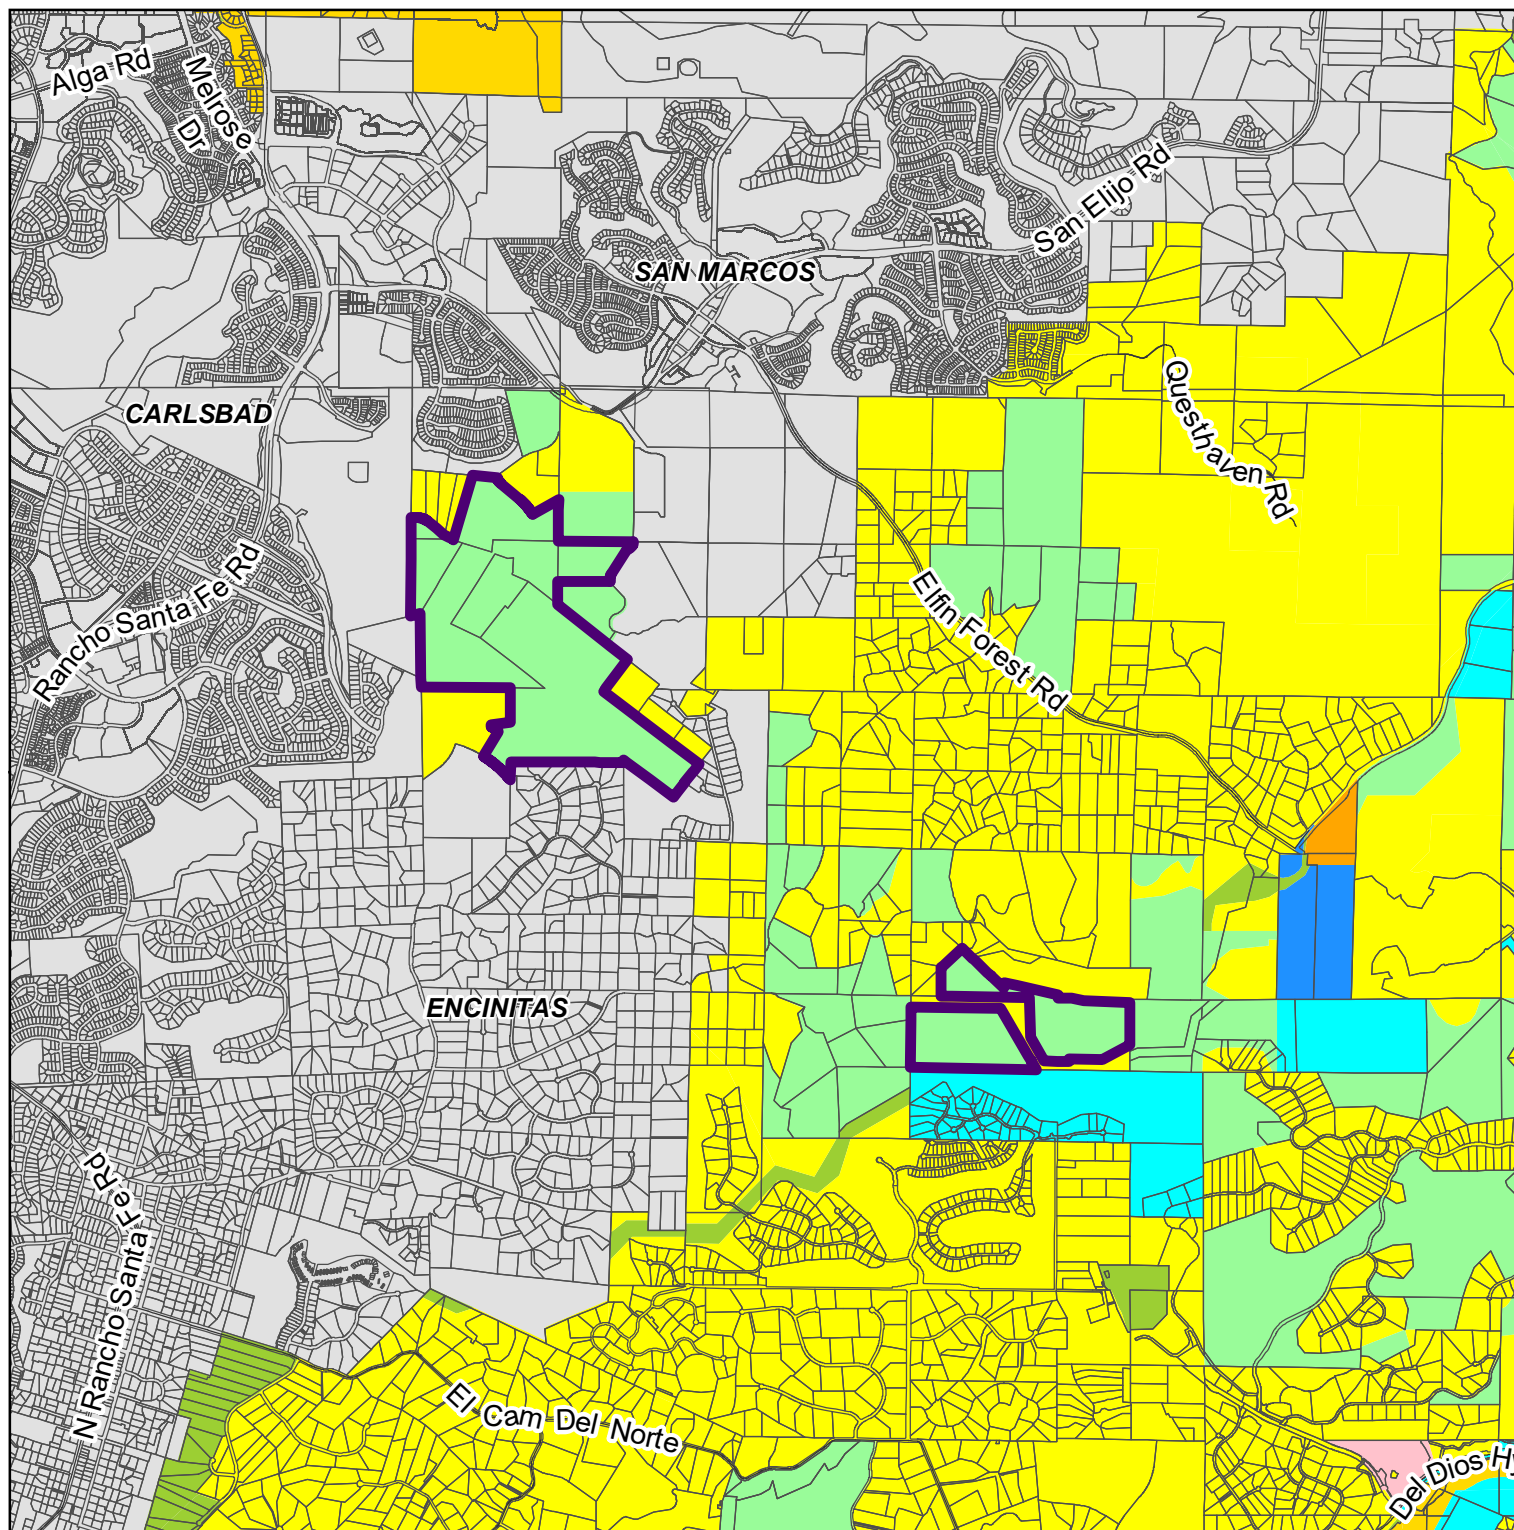 Alga Rd
Melrose
Dr
San Elijo Rd
SAN MARCOS
Questhaven Rd
CARLSBAD
Rancho Santa Fe Rd
Elfin Forest Rd
ENCINITAS
N Rancho Santa Fe Rd
El Cam Del Norte
Del Dios Hy